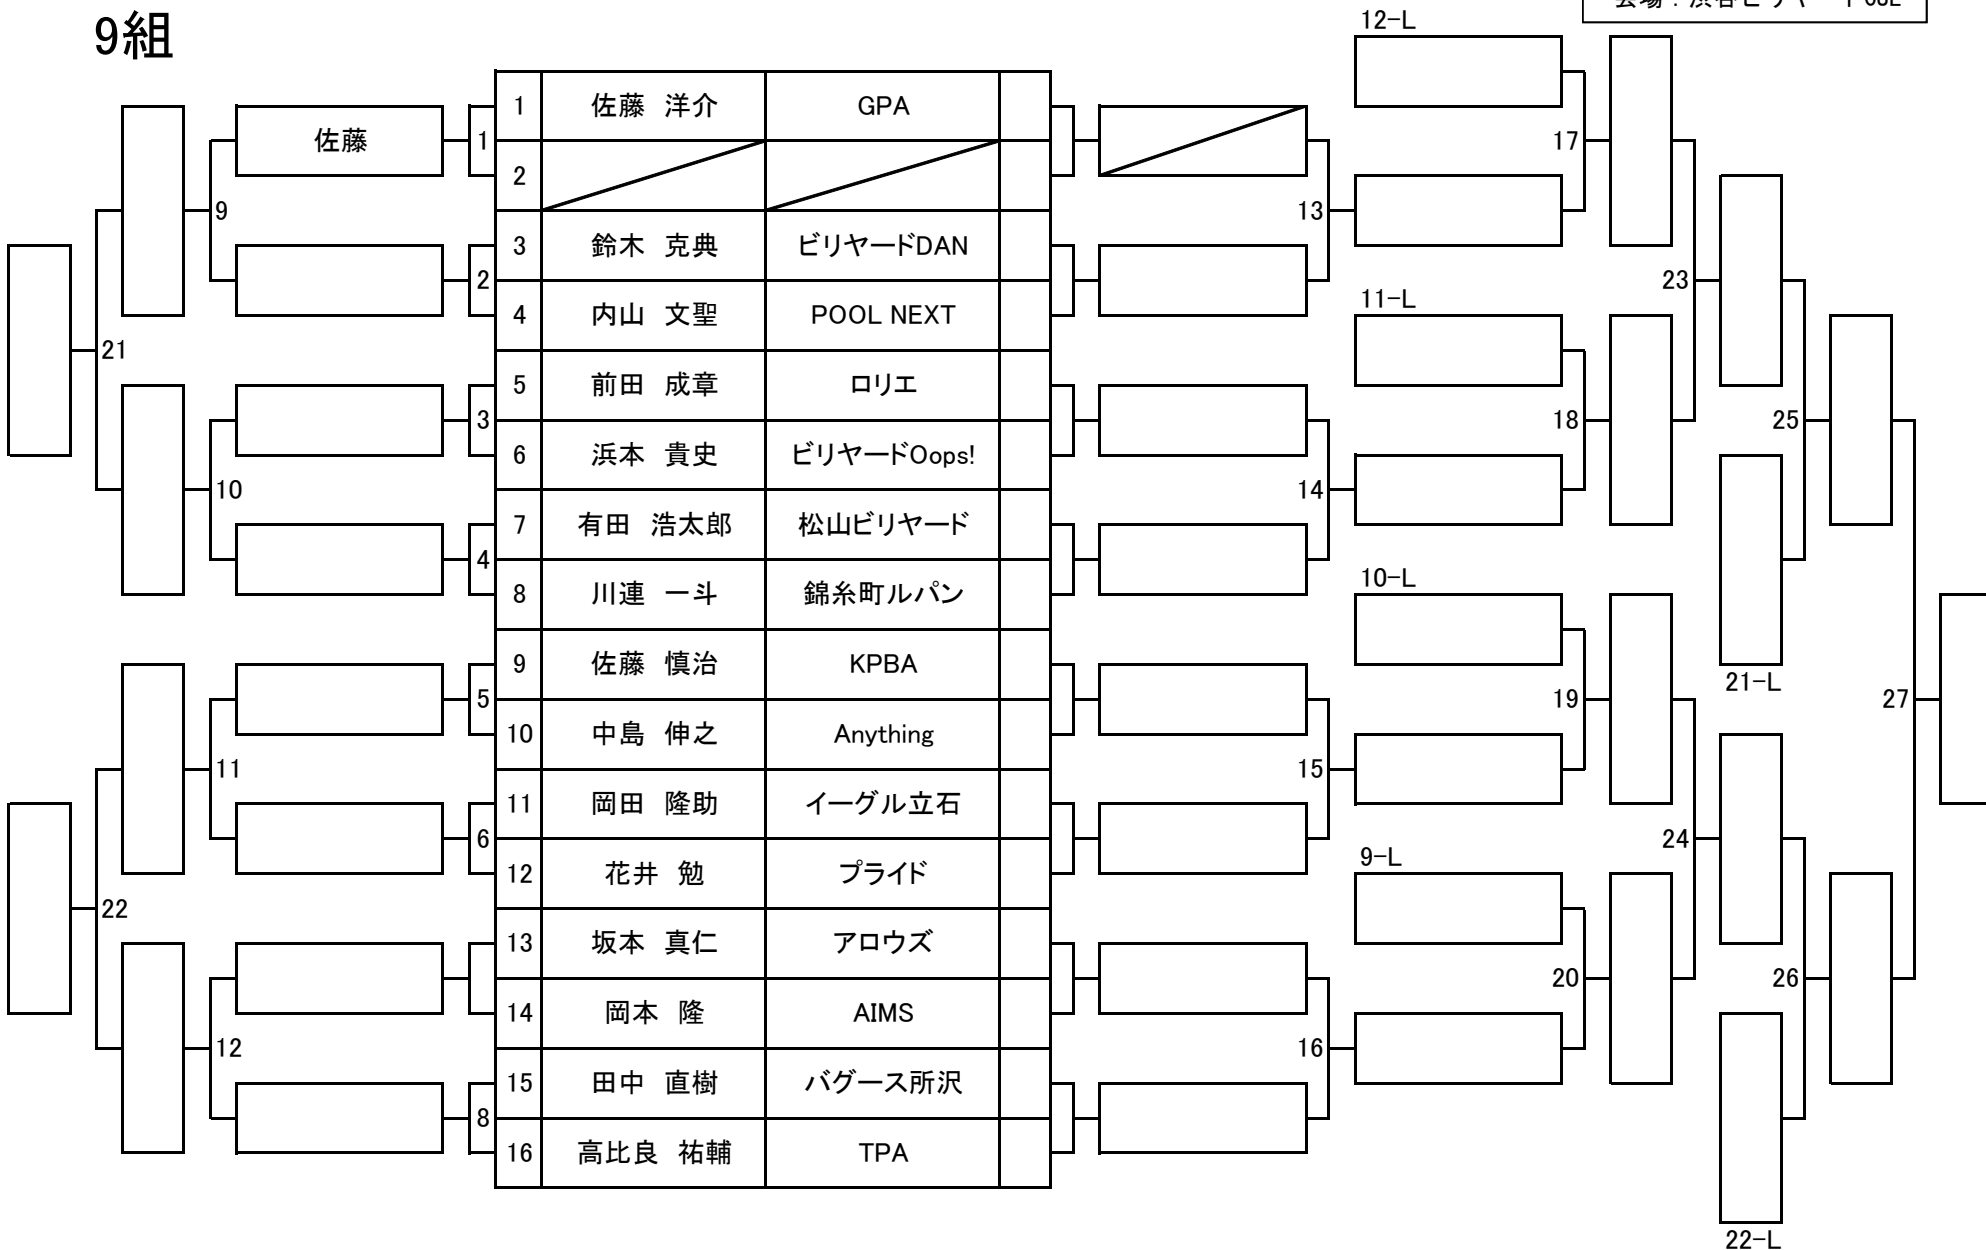 9組
1 佐藤 洋介 GPA
2
3 鈴木 克典 ビリヤードDAN
4 内山 文聖 POOL NEXT
5 前田 成章 ロリエ
6 浜本 貴史 ビリヤードOops!
7 有田 浩太郎 松山ビリヤード
8 川連 一斗 錦糸町ルパン
9 佐藤 慎治 KPBA
10 中島 伸之 Anything
11 岡田 隆助 イーグル立石
12 花井 勉 プライド
13 坂本 真仁 アロウズ
14 岡本 隆 AIMS
15 田中 直樹 バグース所沢
16 高比良 祐輔 TPA
佐藤
1
2
3
4
5
6
8
9
10
11
12
21
22
13
14
15
16
12-L
11-L
10-L
9-L
17
18
19
20
23
24
21-L
22-L
25
26
27